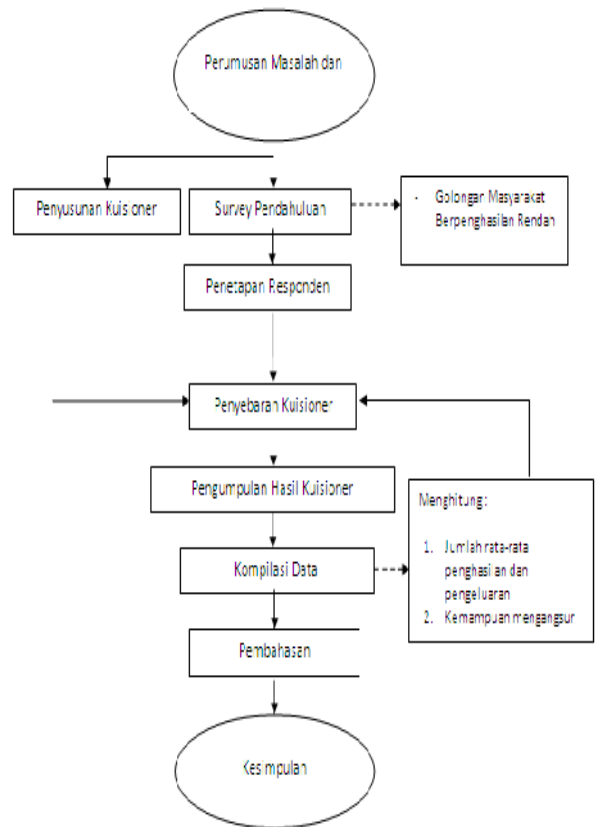 Perumusan Masalah dan
Penyusunan Kuisioner
Survey Pendahuluan
- Golongan Masyarakat
Berpenghasilan Rendah
Penetapan Responden
Penyebaran Kuisioner
Pengumpulan Hasil Kuisioner
Menghitung:
1. Jumlah rata-rata
penghasilan dan
pengeluaran
2. Kemampuan mengangsur
Kompilasi Data
Pembahasan
Kesimpulan